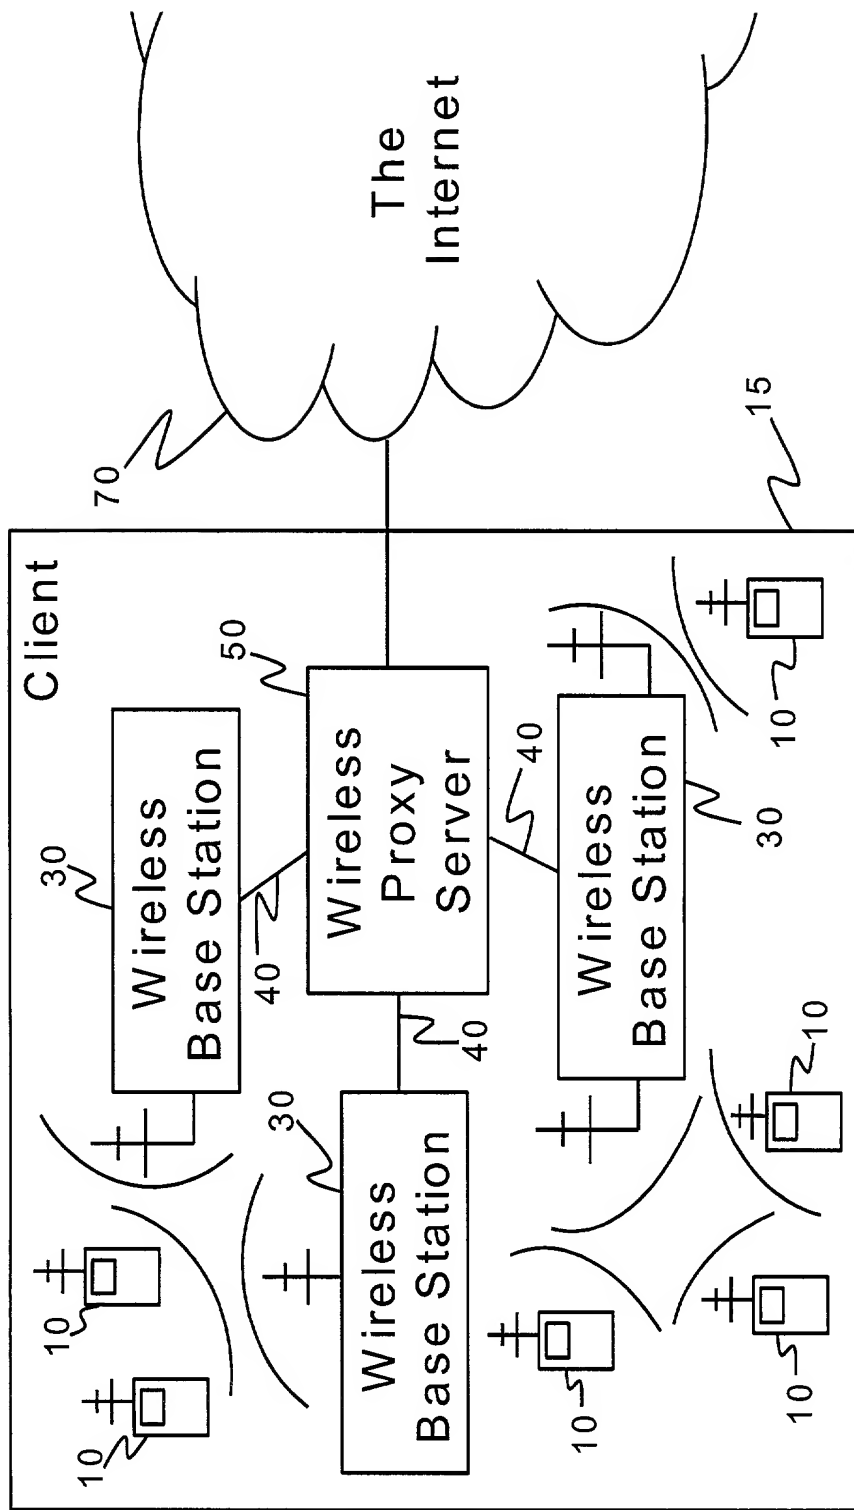 Client
15
70
The
Internet
30
Wireless
Base Station
40
50
Wireless
Proxy
Server
40
40
30
Wireless
Base Station
Wireless
Base Station
30
10
10
10
10
10
10